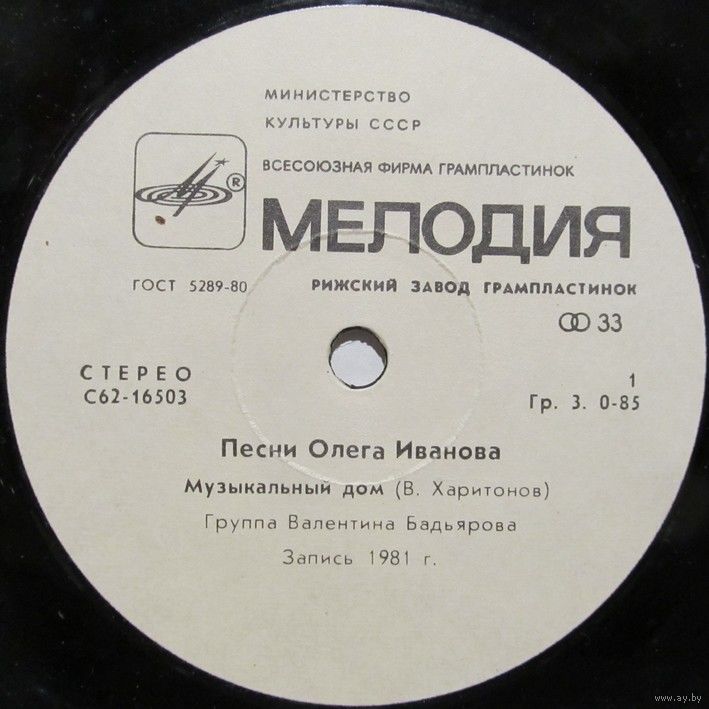 МИНИСТЕРСТВО
КУЛЬТУРЫ СССР
ВСЕСОЮЗНАЯ ФИРМА ГРАМПЛАСТИНОК
®
МЕЛОДИЯ
ГОСТ 5289-80 РИЖСКИЙ ЗАВОД ГРАМПЛАСТИНОК
33
СТЕРЕО 1
С62-16503 Гр. 3. 0-85
Песни Олега Иванова
Музыкальный дом (В. Харитонов)
Группа Валентина Бадьярова
Запись 1981 г.
www.ay.by